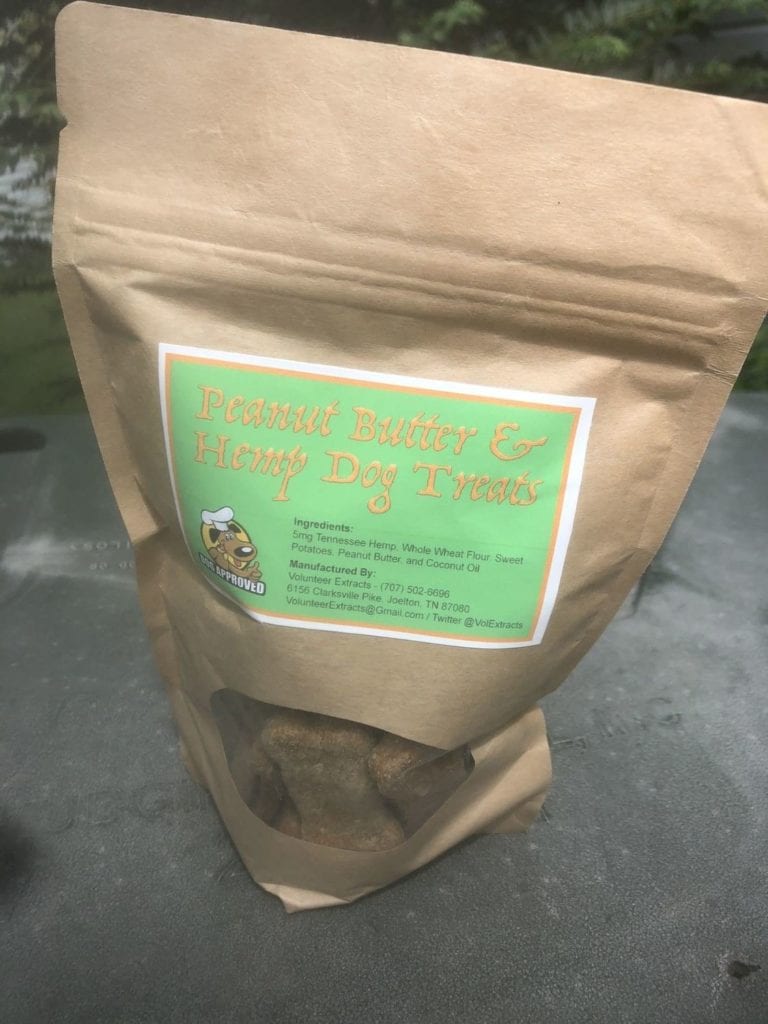 Peanut Butter &
Hemp Dog Treats
Ingredients:
5mg Tennessee Hemp, Whole Wheat Flour, Sweet
Potatoes, Peanut Butter, and Coconut Oil
Manufactured By:
Volunteer Extracts - (707) 502-6696
6156 Clarksville Pike, Joelton, TN 87080
VolunteerExtracts@Gmail.com / Twitter @VolExtracts
DOG APPROVED